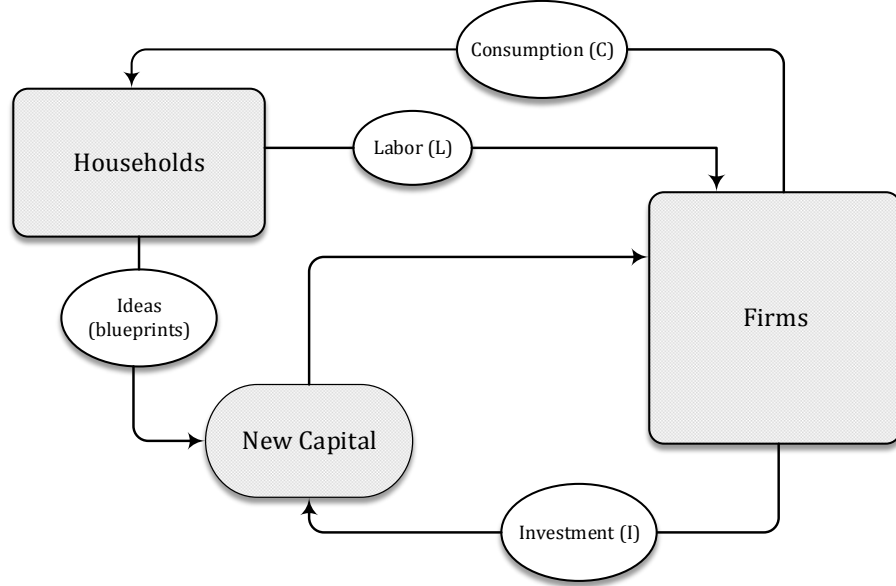 Consumption (C)
Households
Labor (L)
Ideas
(blueprints)
Firms
New Capital
Investment (I)